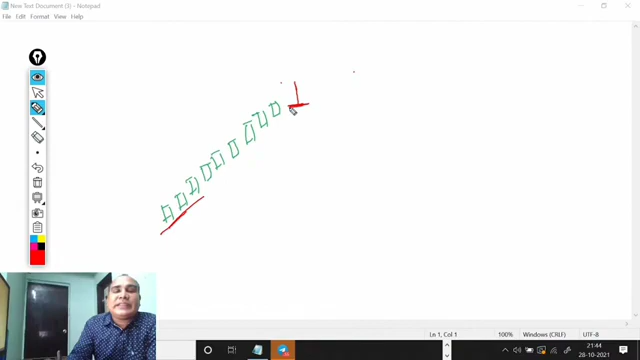 New Text Document (3) - Notepad
File Edit Format View Help
Ln 1, Col 1 100% Windows (CRLF) UTF-8
21:44
28-10-2021